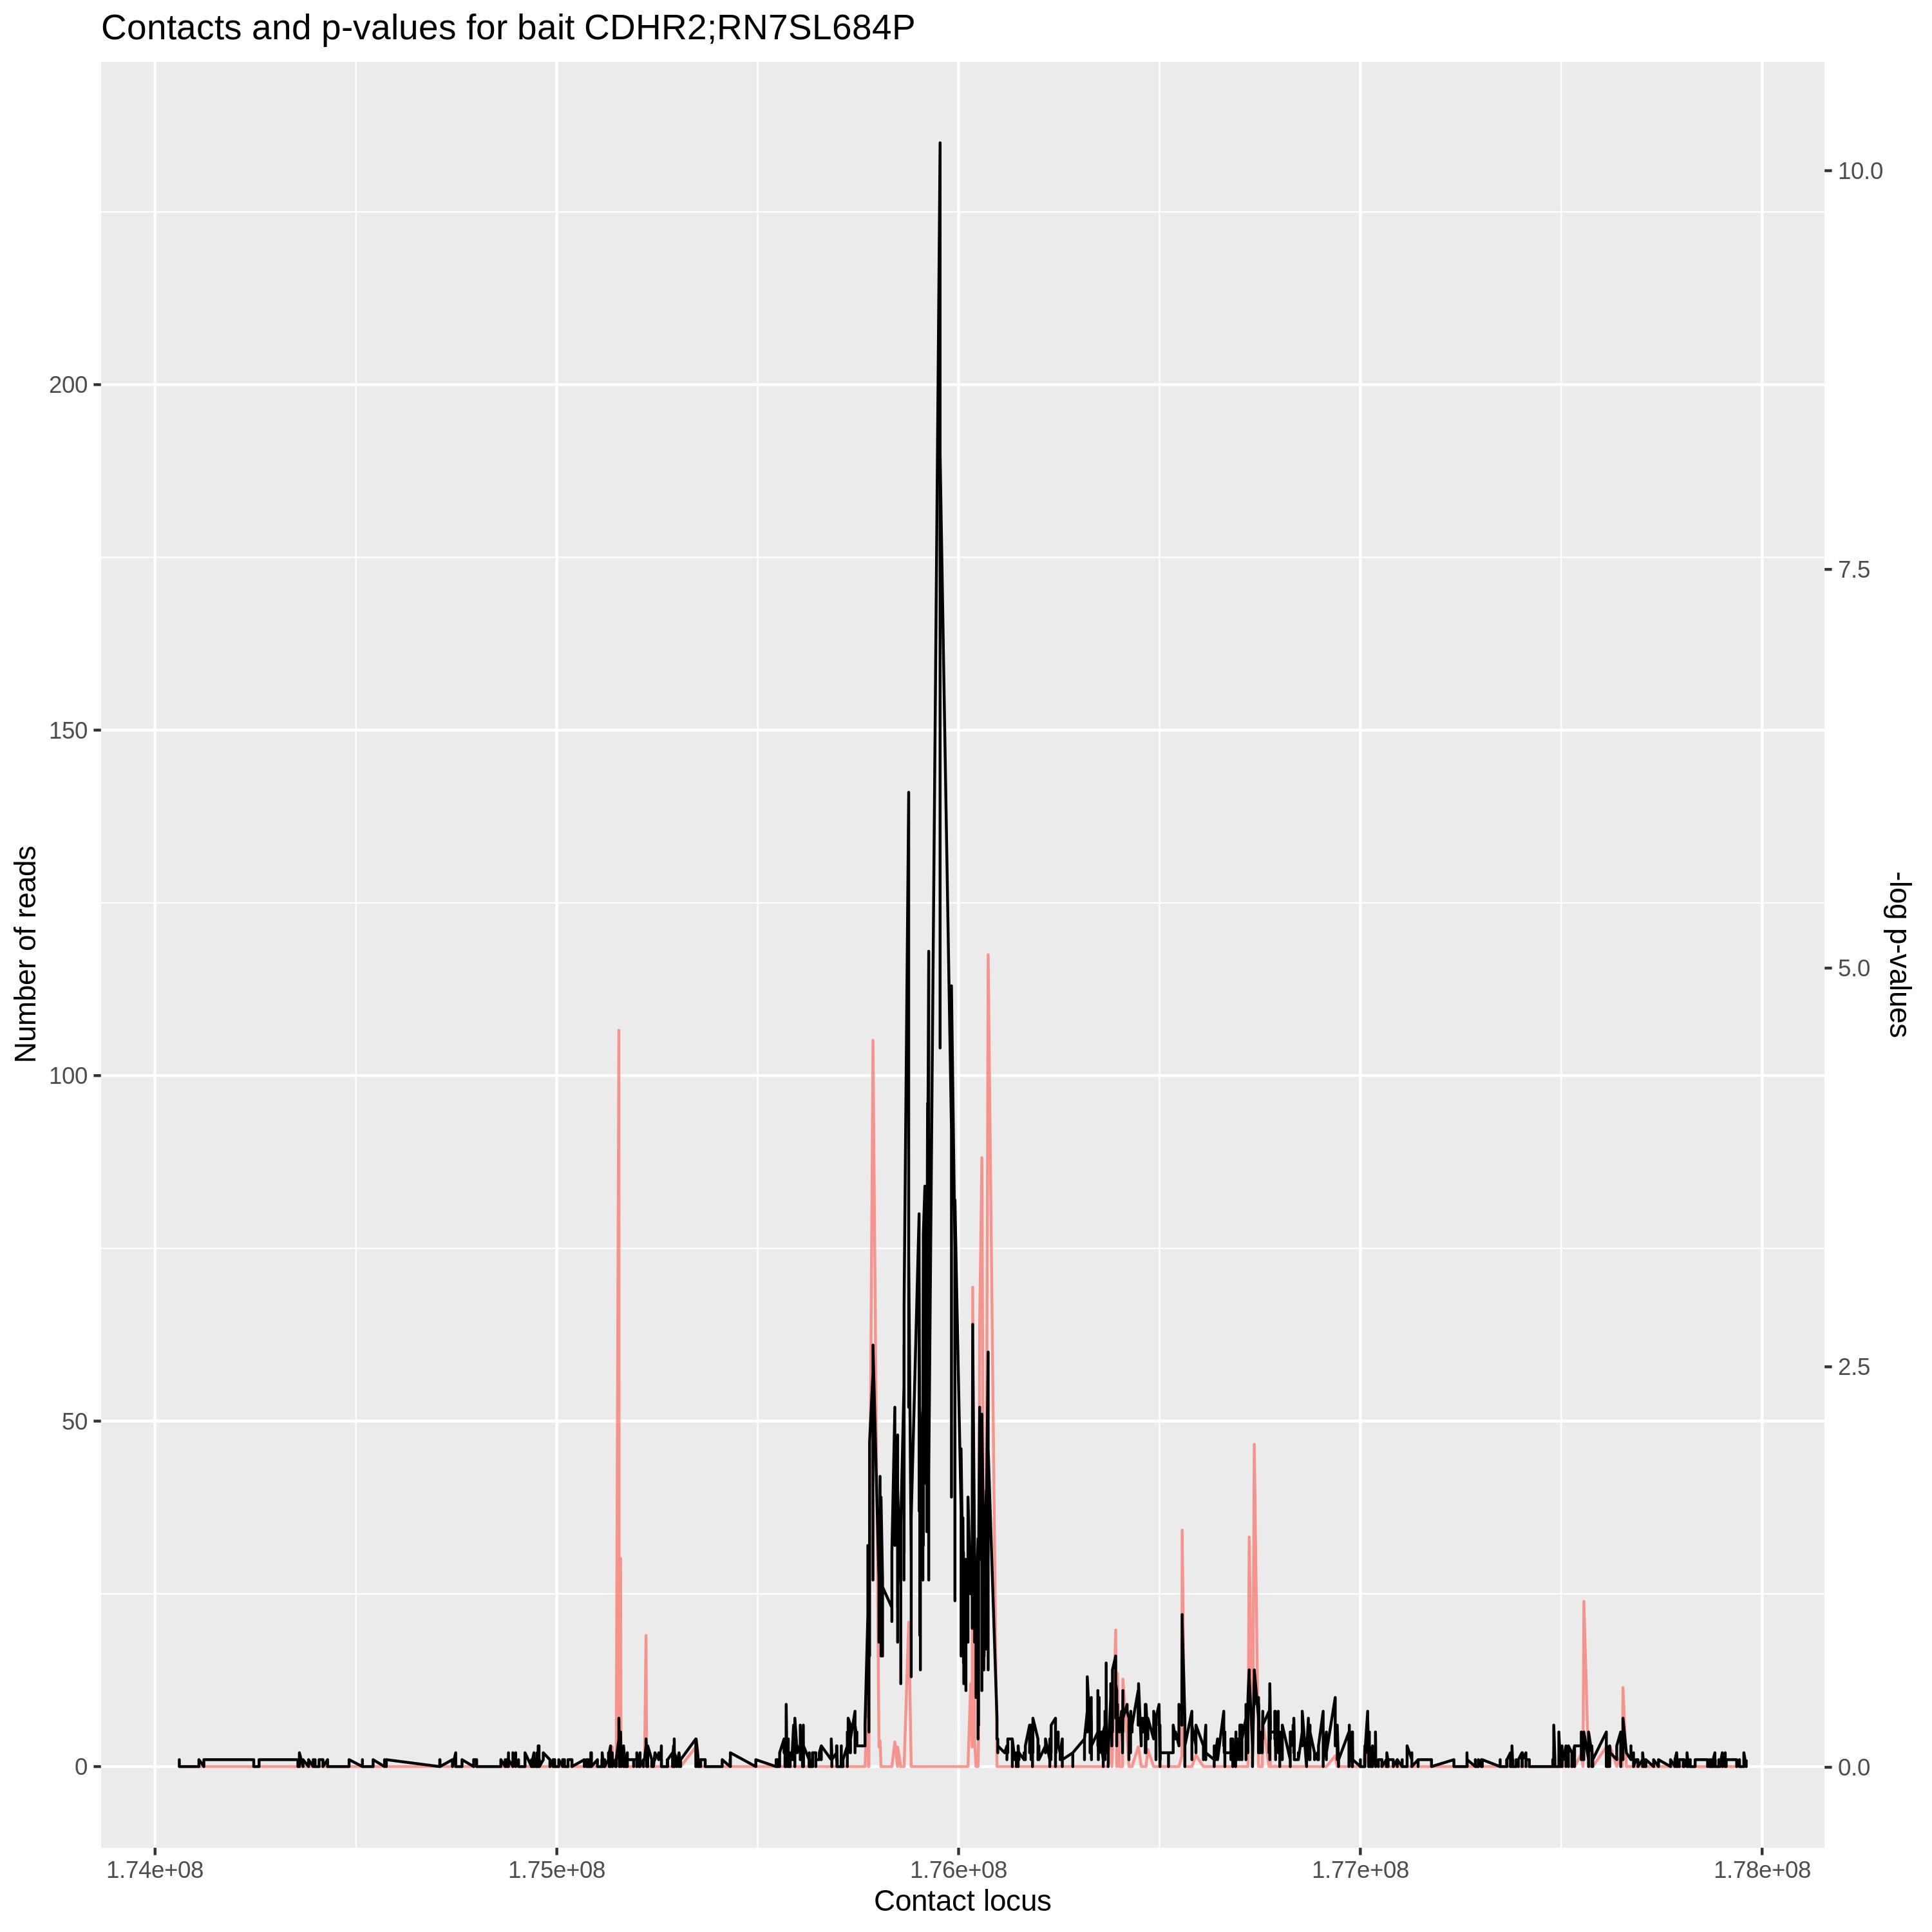 Contacts and p-values for bait CDHR2;RN7SL684P
10.0
200
7.5
150
Number of reads
-log p-values
5.0
100
2.5
50
0
0.0
1.74e+08 1.75e+08 1.76e+08 1.77e+08 1.78e+08
Contact locus